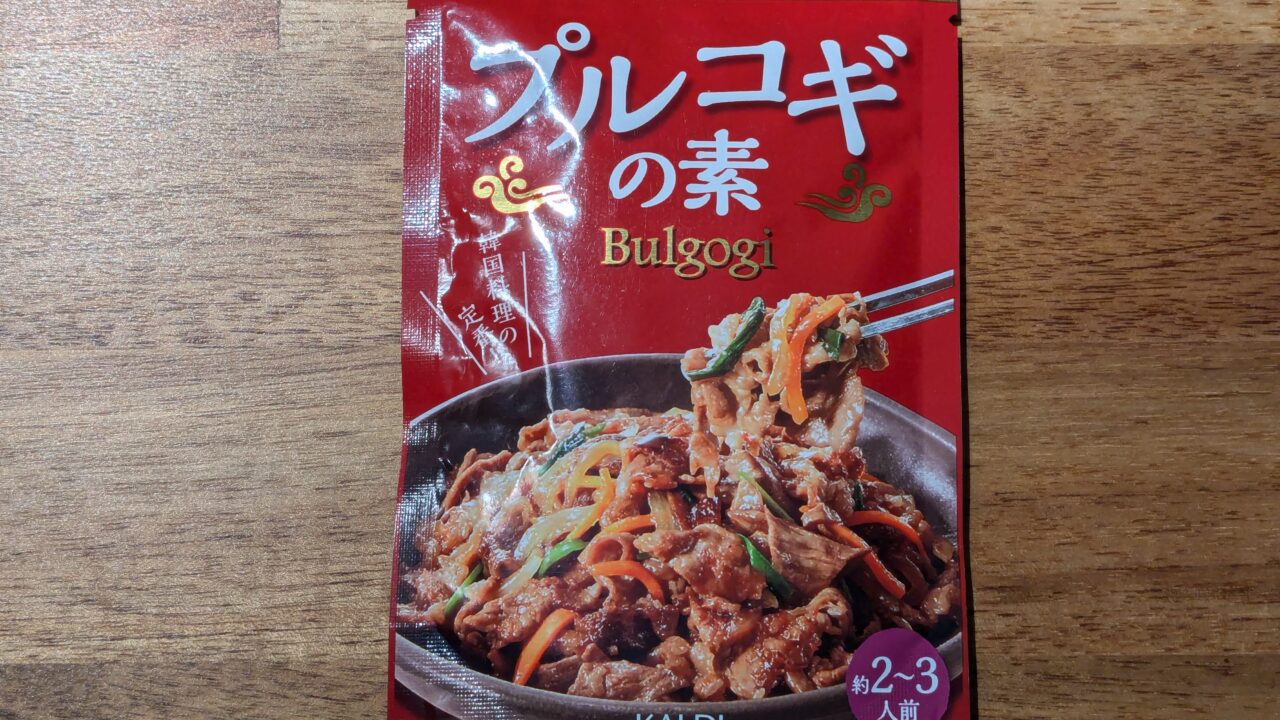 プルコギ
の素
Bulgogi
韓国料理の
定番
約2~3
人前
KALDI